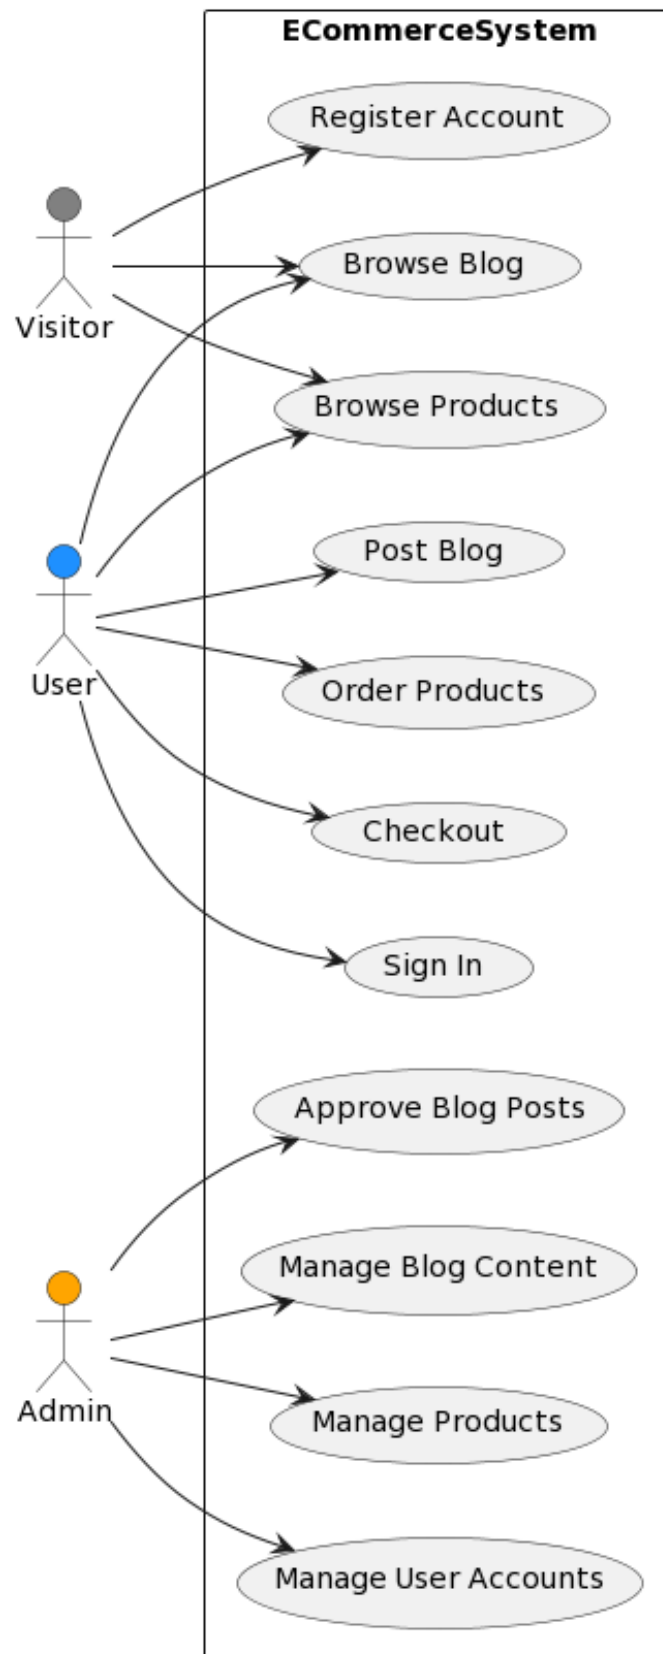 ECommerceSystem
Register Account
Browse Blog
Visitor
Browse Products
Post Blog
User
Order Products
Checkout
Sign In
Approve Blog Posts
Manage Blog Content
Admin
Manage Products
Manage User Accounts